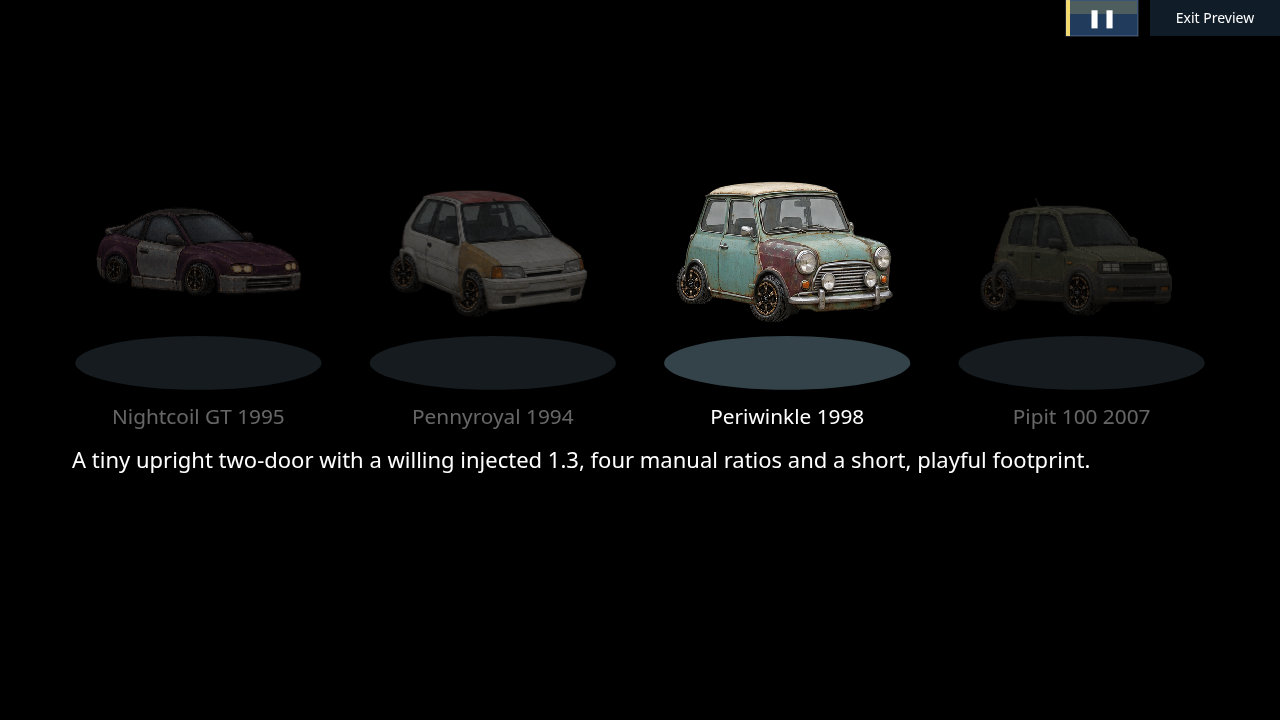 Exit Preview
Nightcoil GT 1995
Pennyroyal 1994
Periwinkle 1998
Pipit 100 2007
A tiny upright two-door with a willing injected 1.3, four manual ratios and a short, playful footprint.